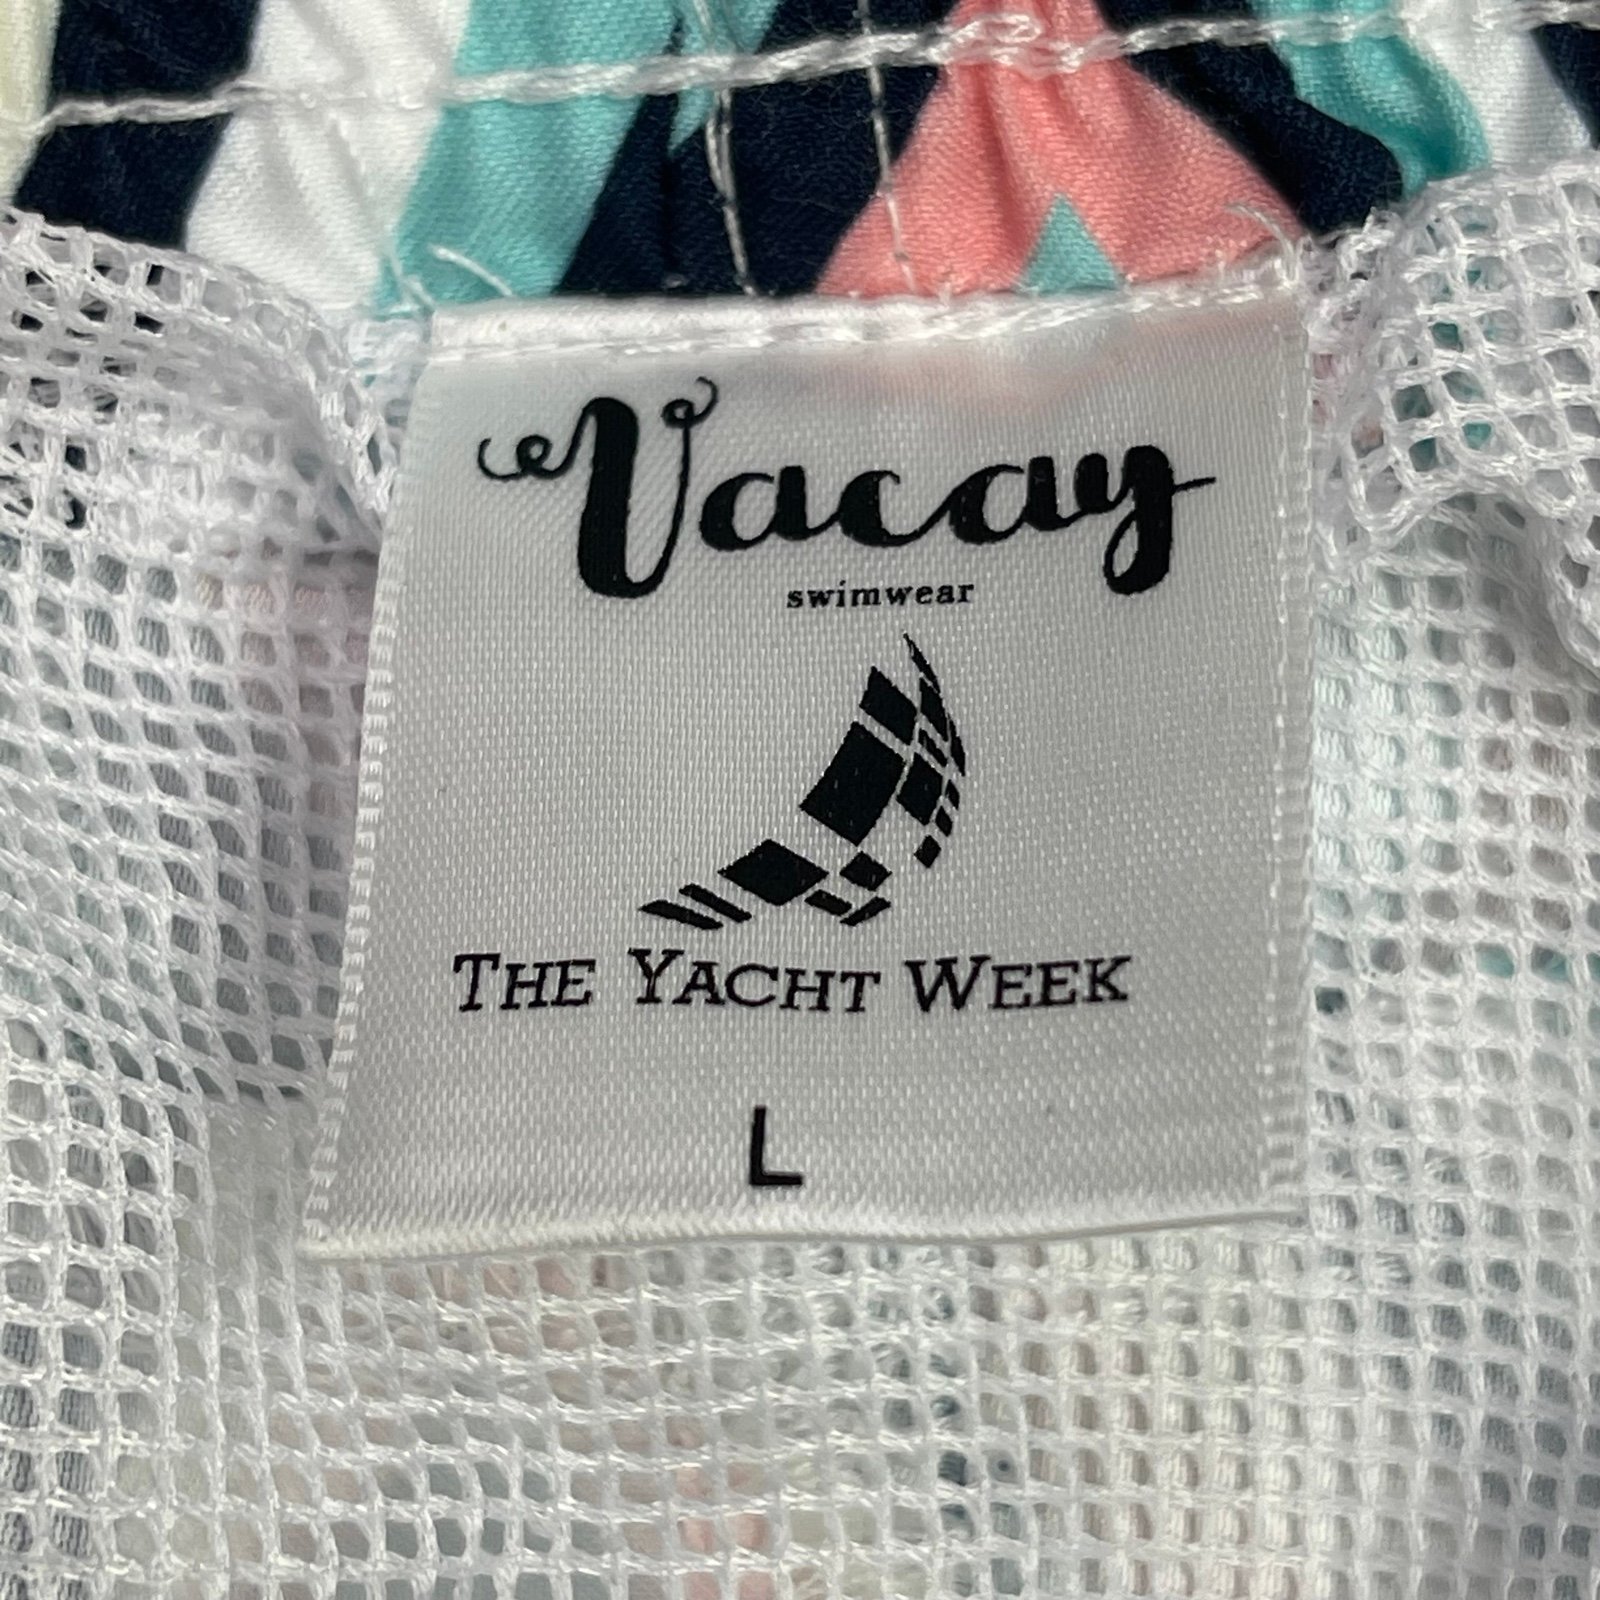 Vacay
swimwear
THE YACHT WEEK
L